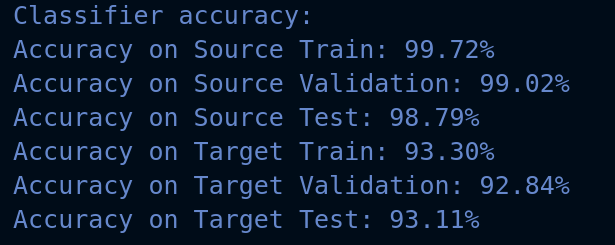 Classifier accuracy:
Accuracy on Source Train: 99.72%
Accuracy on Source Validation: 99.02%
Accuracy on Source Test: 98.79%
Accuracy on Target Train: 93.30%
Accuracy on Target Validation: 92.84%
Accuracy on Target Test: 93.11%